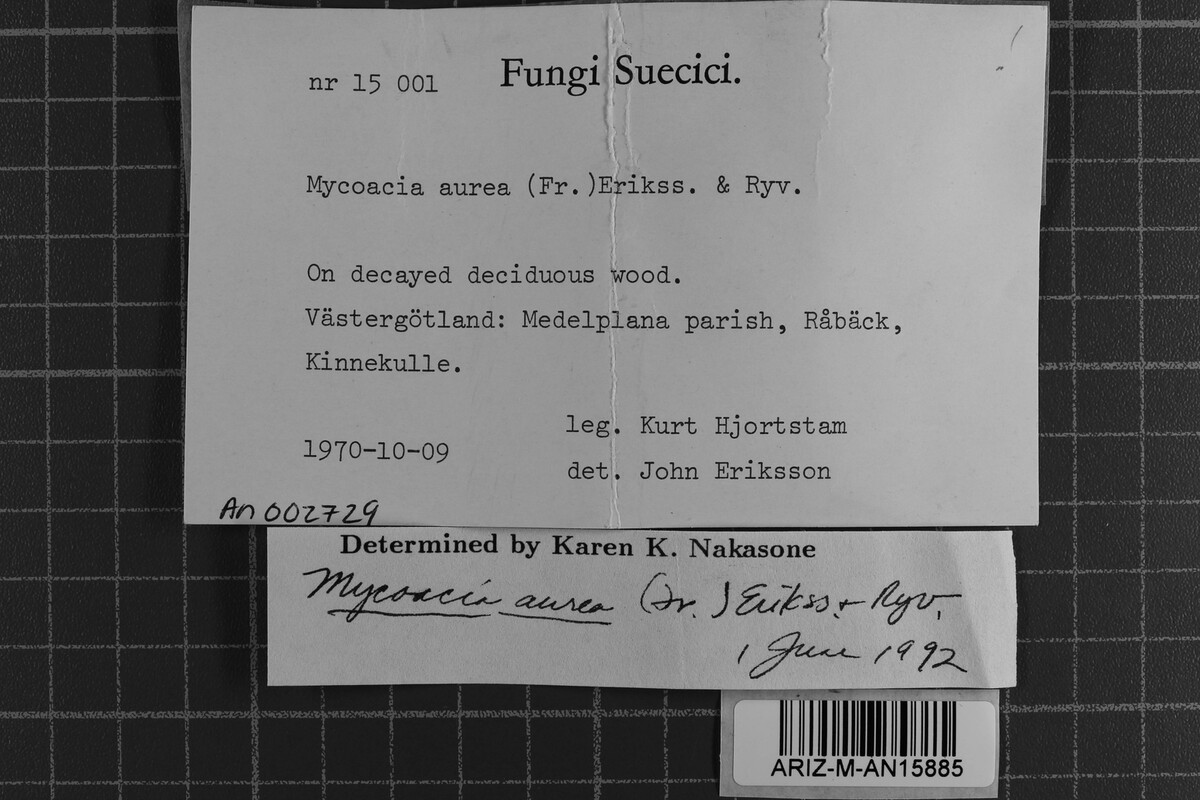 nr 15 001 Fungi Suecici.
Mycoacia aurea (Fr.)Erikss. & Ryv.
On decayed deciduous wood.
Västergötland: Medelplana parish, Råbäck,
Kinnekulle.
leg. Kurt Hjortstam
1970-10-09
det. John Eriksson
An 002729
Determined by Karen K. Nakasone
Mycoacia aurea (Fr.) Erikss. + Ryv.
1 June 1992
ARIZ-M-AN15885